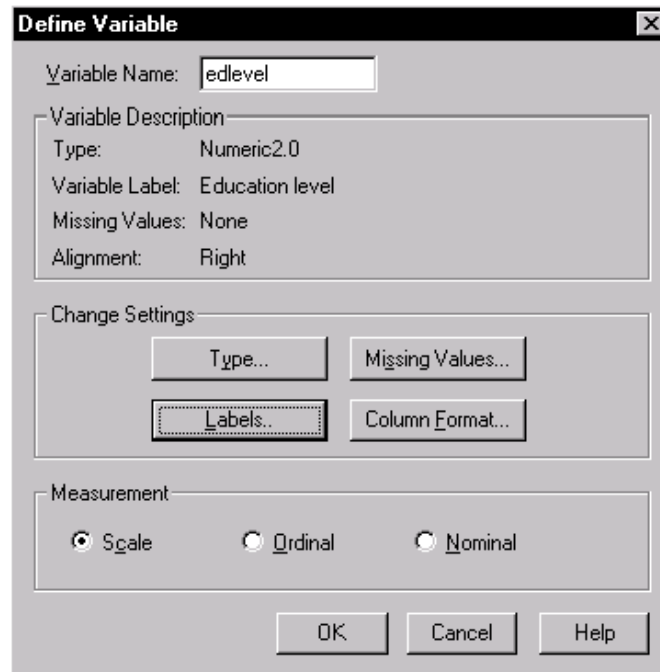 Define Variable
Variable Name: edlevel
Variable Description
Type: Numeric2.0
Variable Label: Education level
Missing Values: None
Alignment: Right
Change Settings
Type... Missing Values...
Labels.. Column Format...
Measurement
Scale Ordinal Nominal
OK Cancel Help